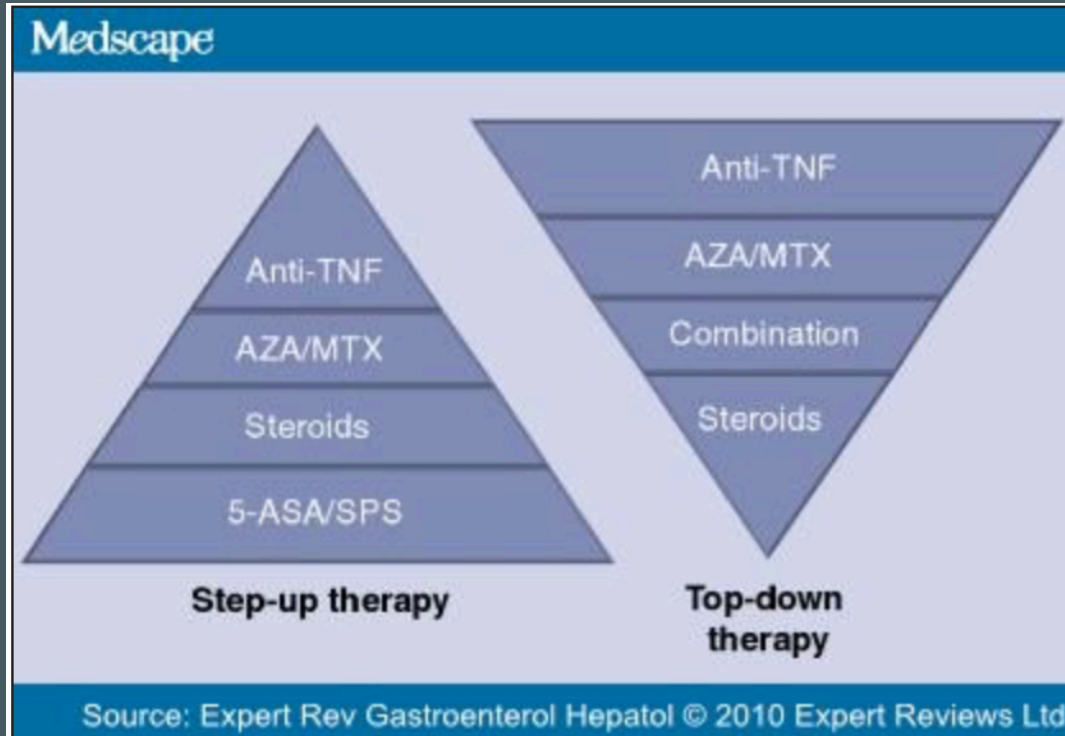 Medscape
Anti-TNF
AZA/MTX
Steroids
5-ASA/SPS
Step-up therapy
Anti-TNF
AZA/MTX
Combination
Steroids
Top-down
therapy
Source: Expert Rev Gastroenterol Hepatol © 2010 Expert Reviews Ltd